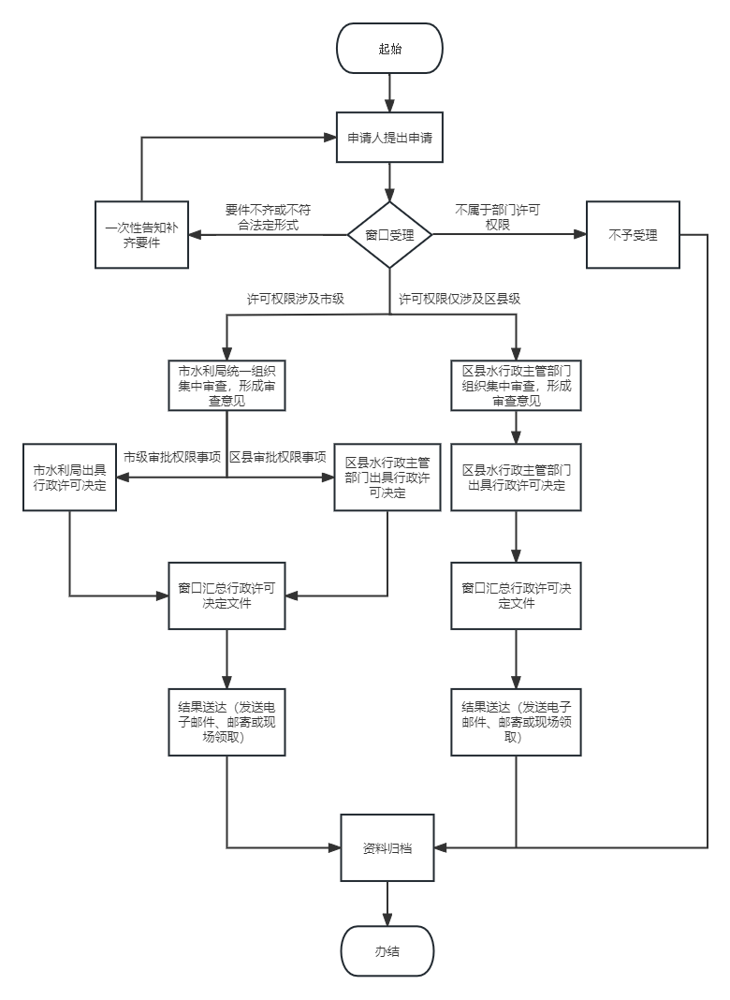 起始
申请人提出申请
要件不齐或不符
合法定形式
不属于部门许可
权限
一次性告知补
齐要件
窗口受理
不予受理
许可权限涉及市级
许可权限仅涉及区县级
市水利局统一组织
集中审查，形成审
查意见
区县水行政主管部门
组织集中审查，形成
审查意见
市级审批权限事项
区县审批权限事项
市水利局出具
行政许可决定
区县水行政主管
部门出具行政许
可决定
区县水行政主管部门
出具行政许可决定
窗口汇总行政许可
决定文件
窗口汇总行政许可决
定文件
结果送达（发送电
子邮件、邮寄或现
场领取）
结果送达（发送电子
邮件、邮寄或现场领
取）
资料归档
办结